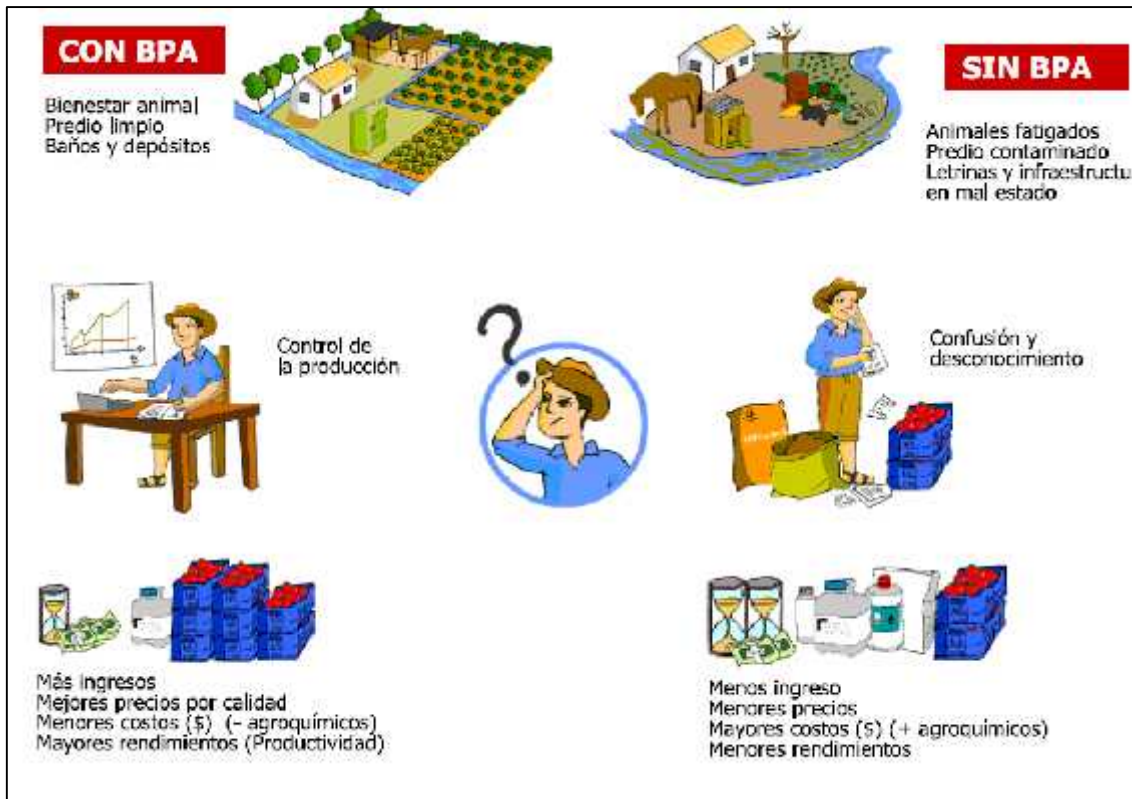 CON BPA
Bienestar animal
Predio limpio
Baños y depósitos
SIN BPA
Animales fatigados
Predio contaminado
Letrinas y infraestructu
en mal estado
Control de
la producción
?
Confusión y
desconocimiento
Más ingresos
Mejores precios por calidad
Menores costos ($) (- agroquímicos)
Mayores rendimientos (Productividad)
Menos ingreso
Menores precios
Mayores costos ($) (+ agroquímicos)
Menores rendimientos